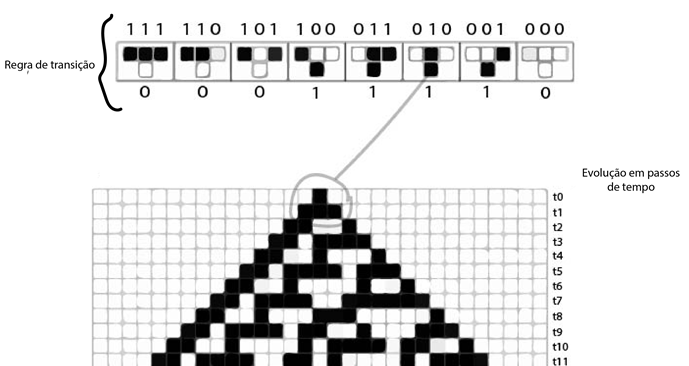 111 110 101 100 011 010 001 000
Regra de transição
0 0 0 1 1 1 1 0
Evolução em passos
de tempo
t0
t1
t2
t3
t4
t5
t6
t7
t8
t9
t10
t11